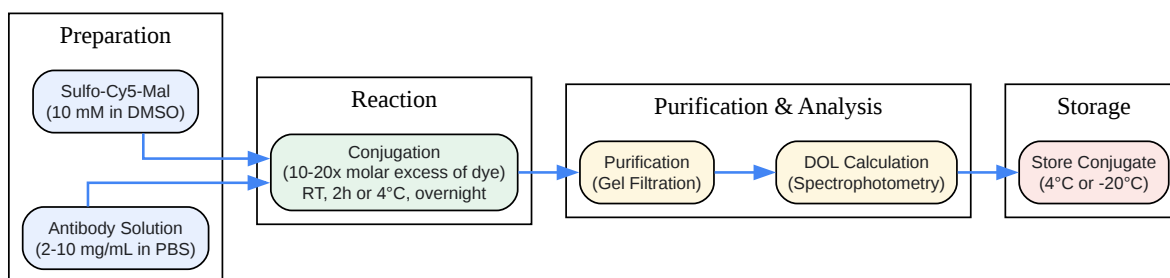 Preparation
Sulfo-Cy5-Mal
(10 mM in DMSO)
Antibody Solution
(2-10 mg/mL in PBS)
Reaction
Conjugation
(10-20x molar excess of dye)
RT, 2h or 4°C, overnight
Purification & Analysis
Purification
(Gel Filtration)
DOL Calculation
(Spectrophotometry)
Storage
Store Conjugate
(4°C or -20°C)